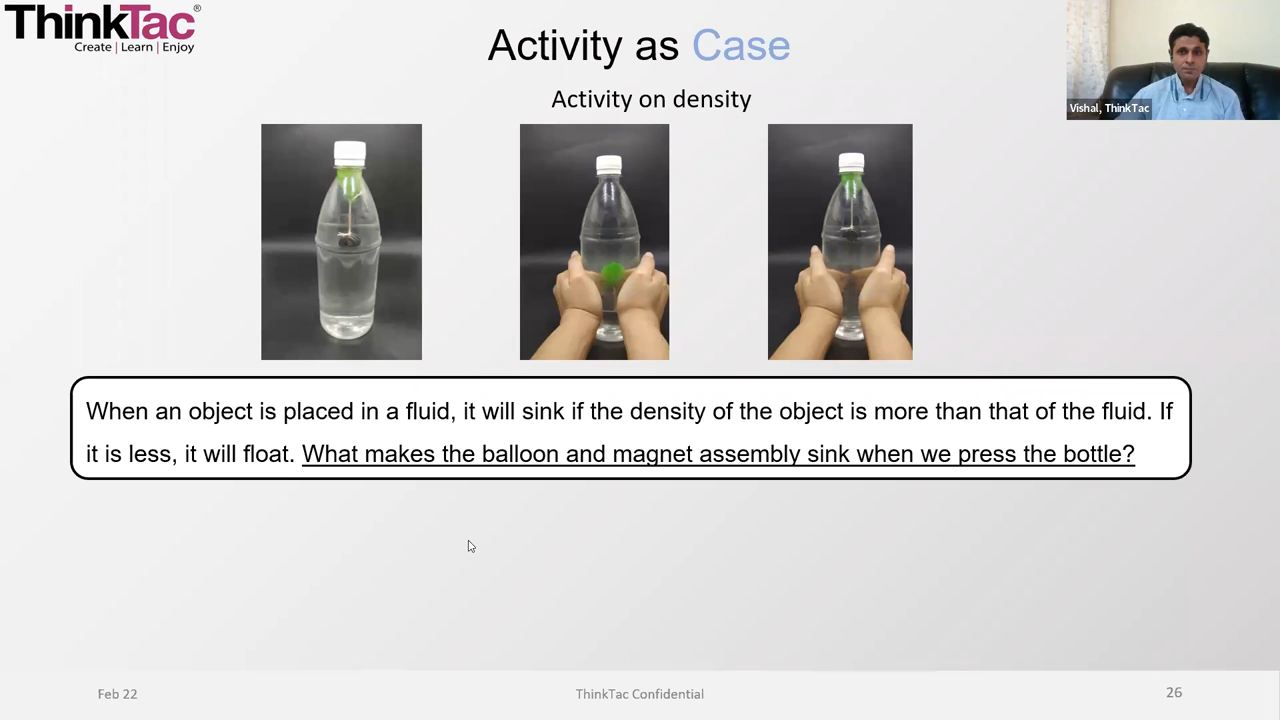 ThinkTac®
Create | Learn | Enjoy
Activity as Case
Vishal, ThinkTac
Activity on density
When an object is placed in a fluid, it will sink if the density of the object is more than that of the fluid. If
it is less, it will float. What makes the balloon and magnet assembly sink when we press the bottle?
Feb 22
ThinkTac Confidential
26